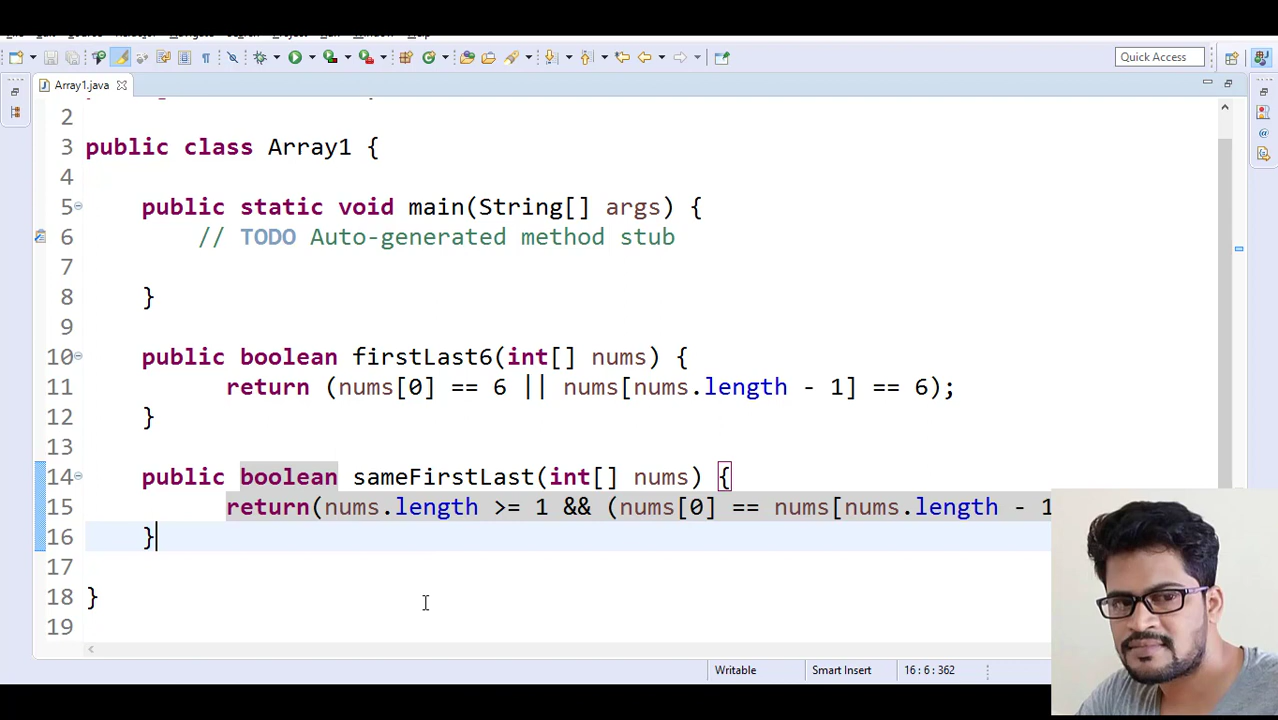 Quick Access
Array1.java
2
3 public class Array1 {
4
5 public static void main(String[] args) {
6 // TODO Auto-generated method stub
7
8 }
9
10 public boolean firstLast6(int[] nums) {
11 return (nums[0] == 6 || nums[nums.length - 1] == 6);
12 }
13
14 public boolean sameFirstLast(int[] nums) {
15 return(nums.length >= 1 && (nums[0] == nums[nums.length - 1
16 }
17
18 }
19
Writable Smart Insert 16 : 6 : 362